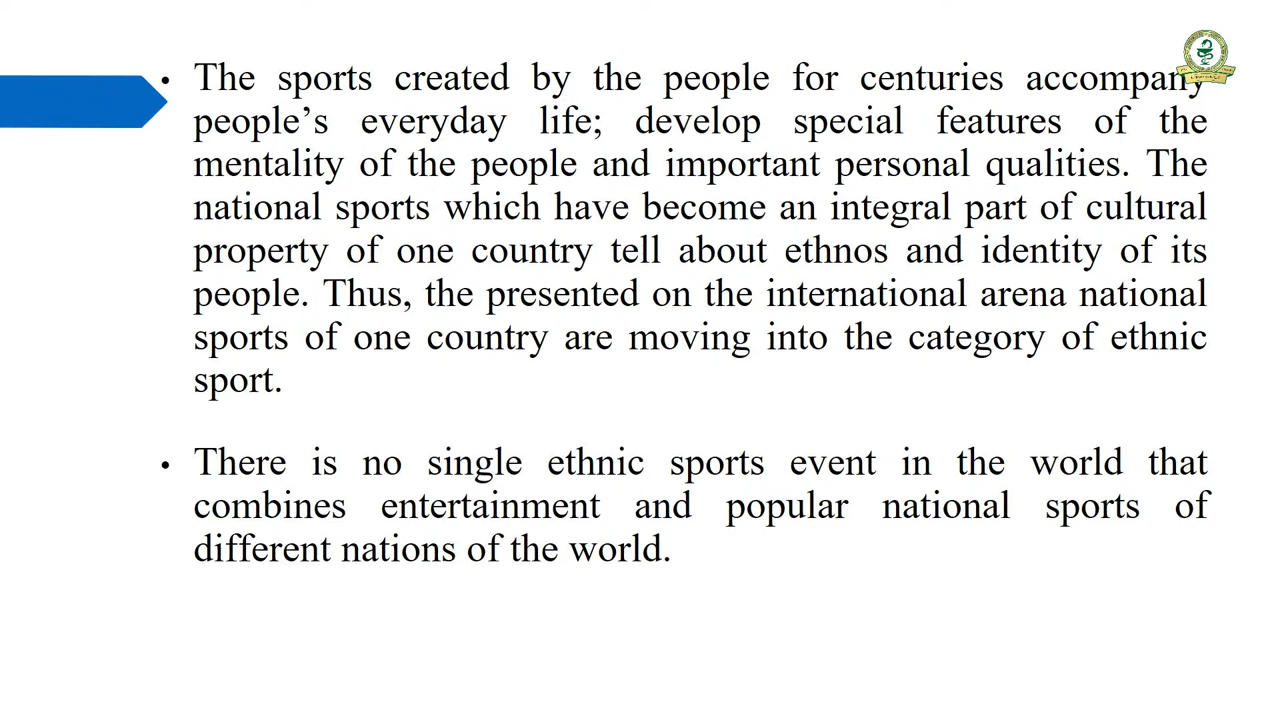 • The sports created by the people for centuries accompany
people’s everyday life; develop special features of the
mentality of the people and important personal qualities. The
national sports which have become an integral part of cultural
property of one country tell about ethnos and identity of its
people. Thus, the presented on the international arena national
sports of one country are moving into the category of ethnic
sport.
• There is no single ethnic sports event in the world that
combines entertainment and popular national sports of
different nations of the world.